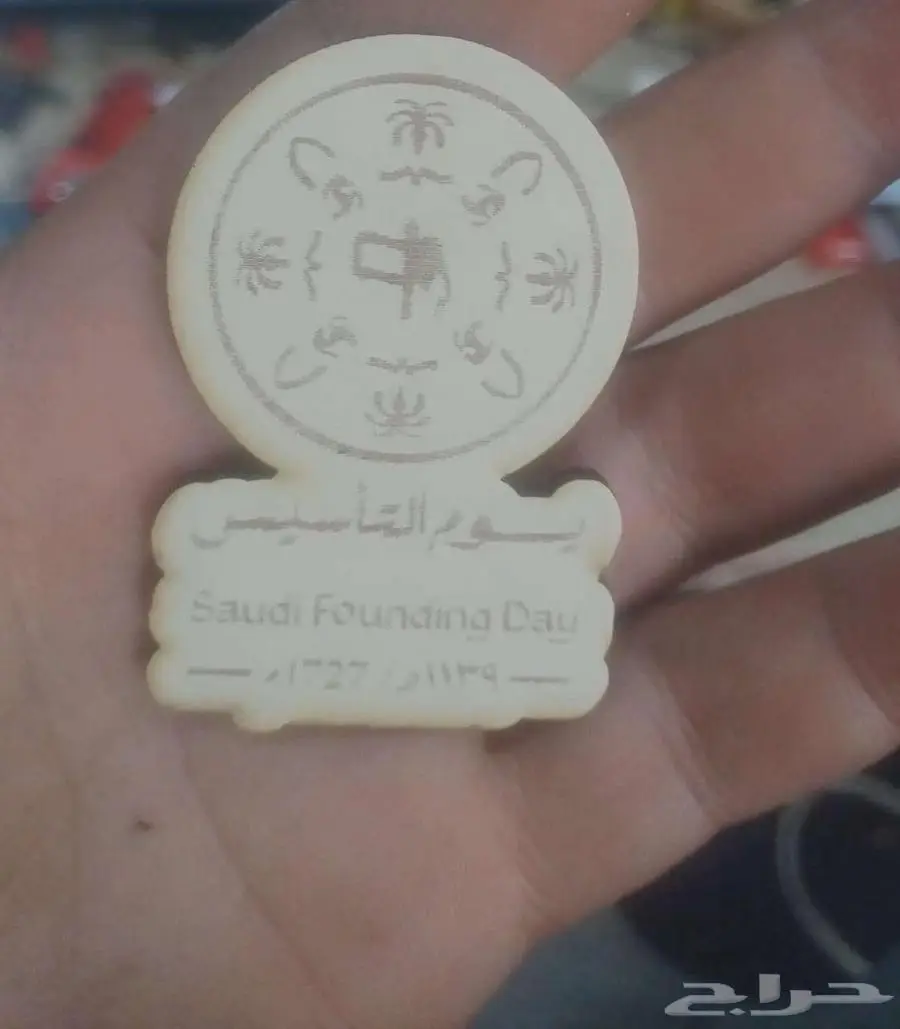 يوم التأسيس
Saudi Founding Day
١١٣٩هـ / 1727م
حراج